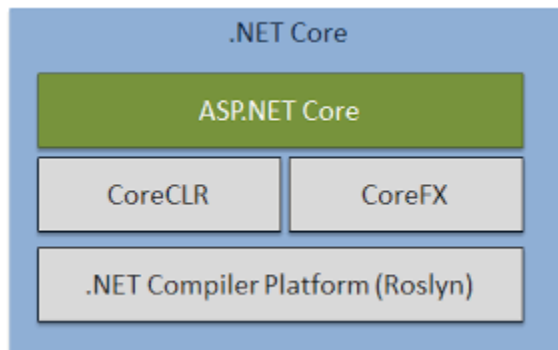 .NET Core
ASP.NET Core
CoreCLR
CoreFX
.NET Compiler Platform (Roslyn)